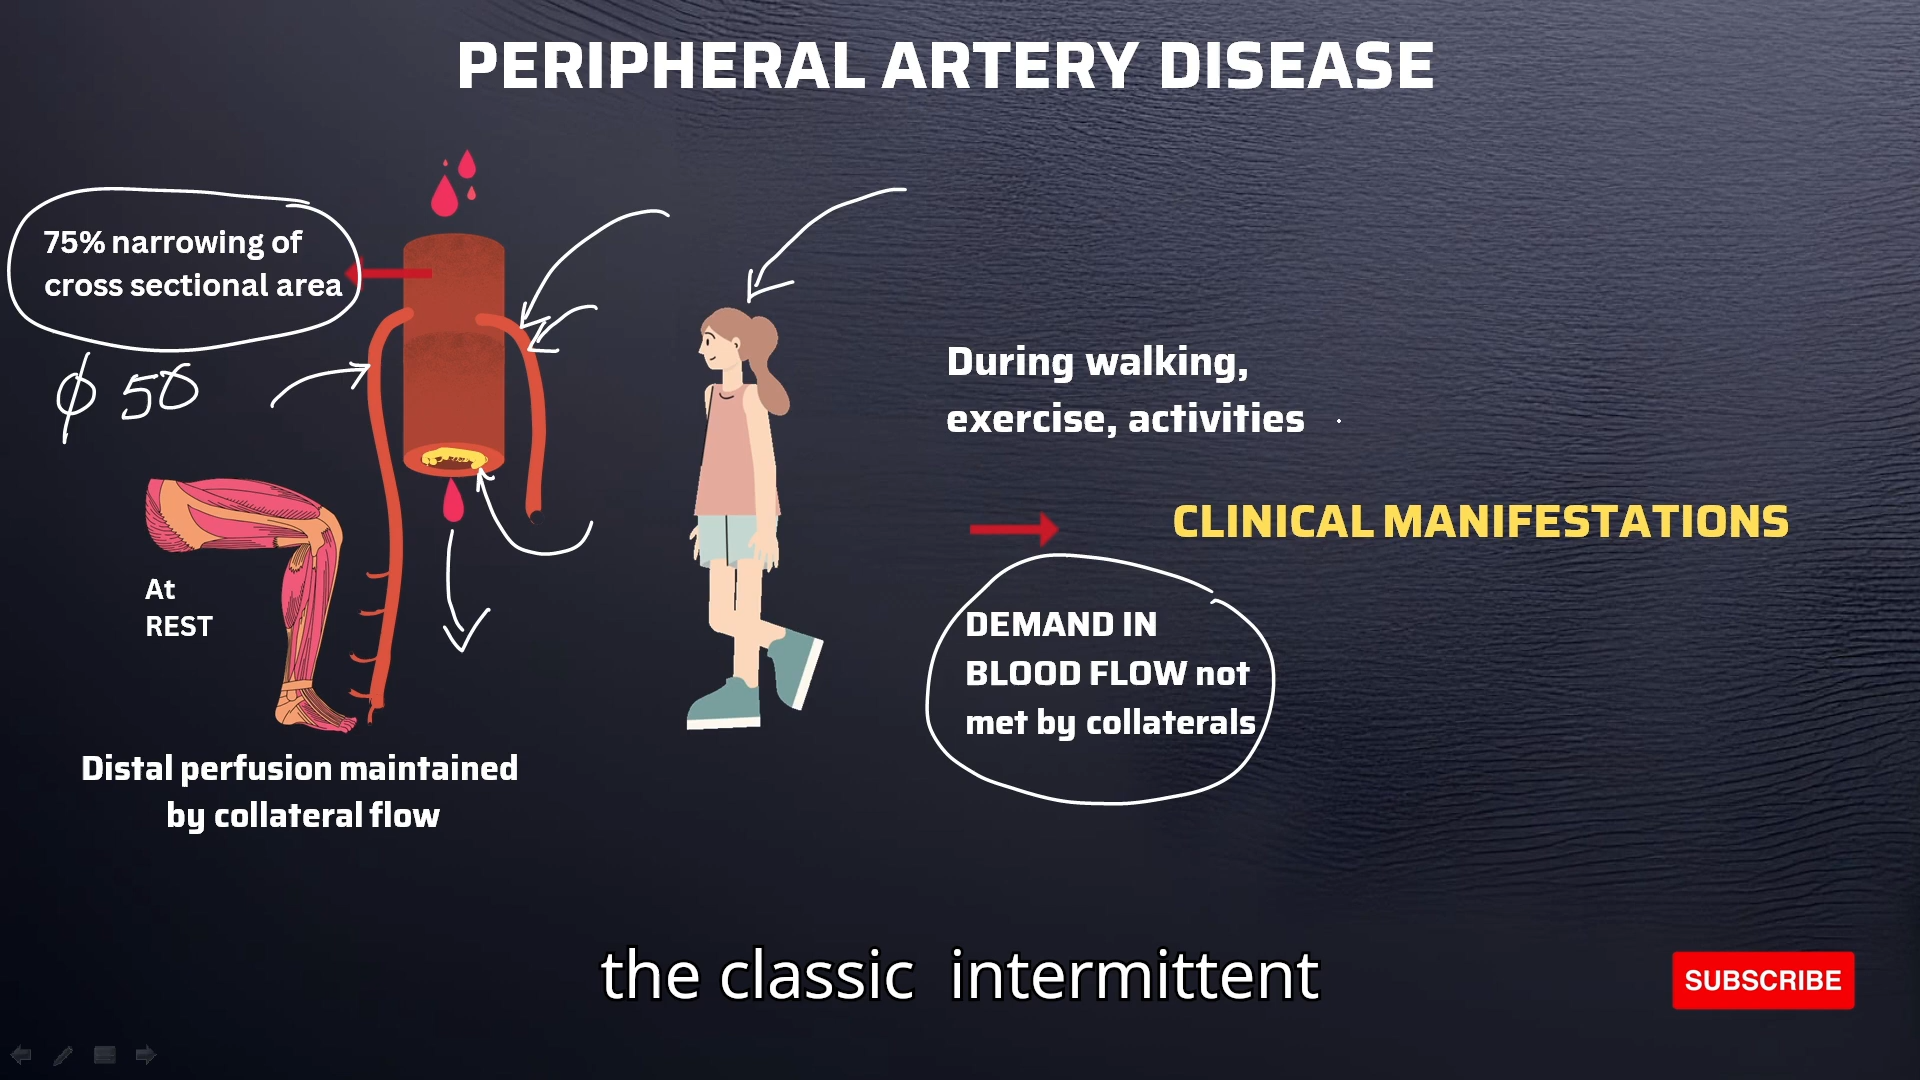 PERIPHERAL ARTERY DISEASE
75% narrowing of
cross sectional area
ϕ 50
At
REST
Distal perfusion maintained
by collateral flow
During walking,
exercise, activities
CLINICAL MANIFESTATIONS
DEMAND IN
BLOOD FLOW not
met by collaterals
the classic intermittent
SUBSCRIBE